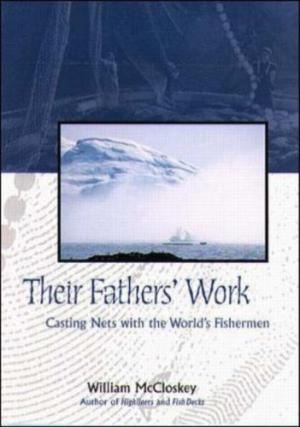 Their Fathers' Work
Casting Nets with the World's Fishermen
William McCloskey
Author of Highliners and Fish Decks